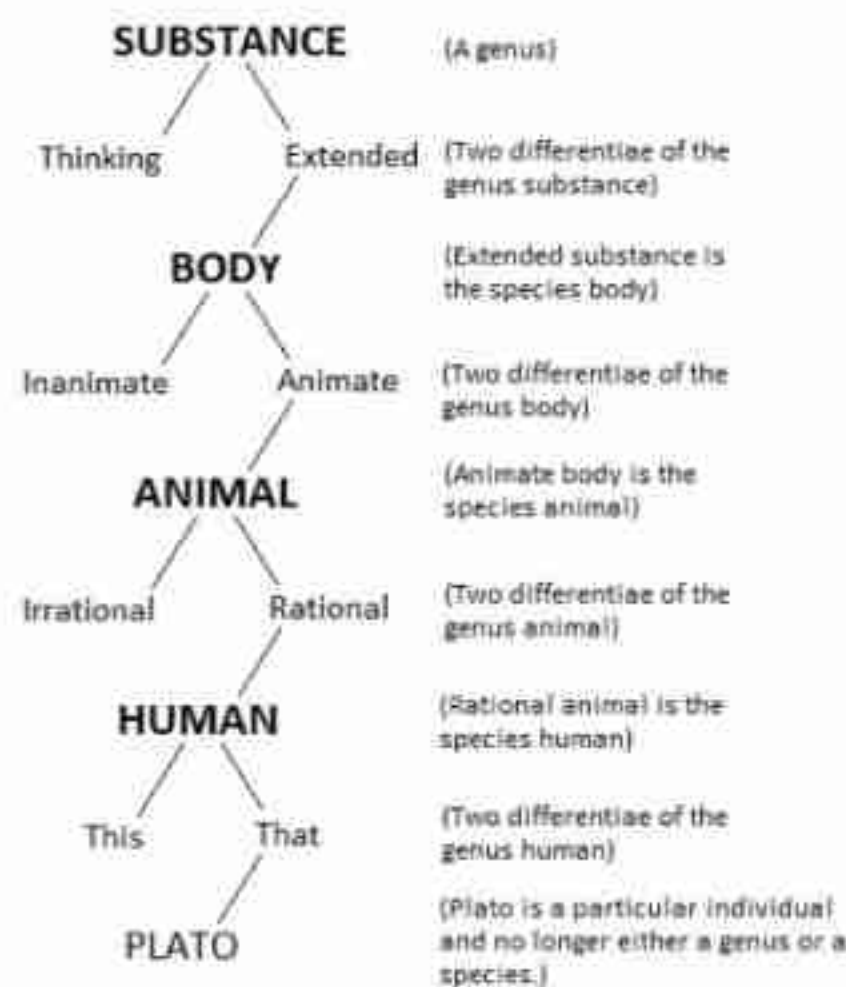 SUBSTANCE
(A genus)
Thinking
Extended
(Two differentiae of the
genus substance)
BODY
(Extended substance is
the species body)
Inanimate
Animate
(Two differentiae of the
genus body)
ANIMAL
(Animate body is the
species animal)
Irrational
Rational
(Two differentiae of the
genus animal)
HUMAN
(Rational animal is the
species human)
This
That
(Two differentiae of the
genus human)
PLATO
(Plato is a particular individual
and no longer either a genus or a
species.)